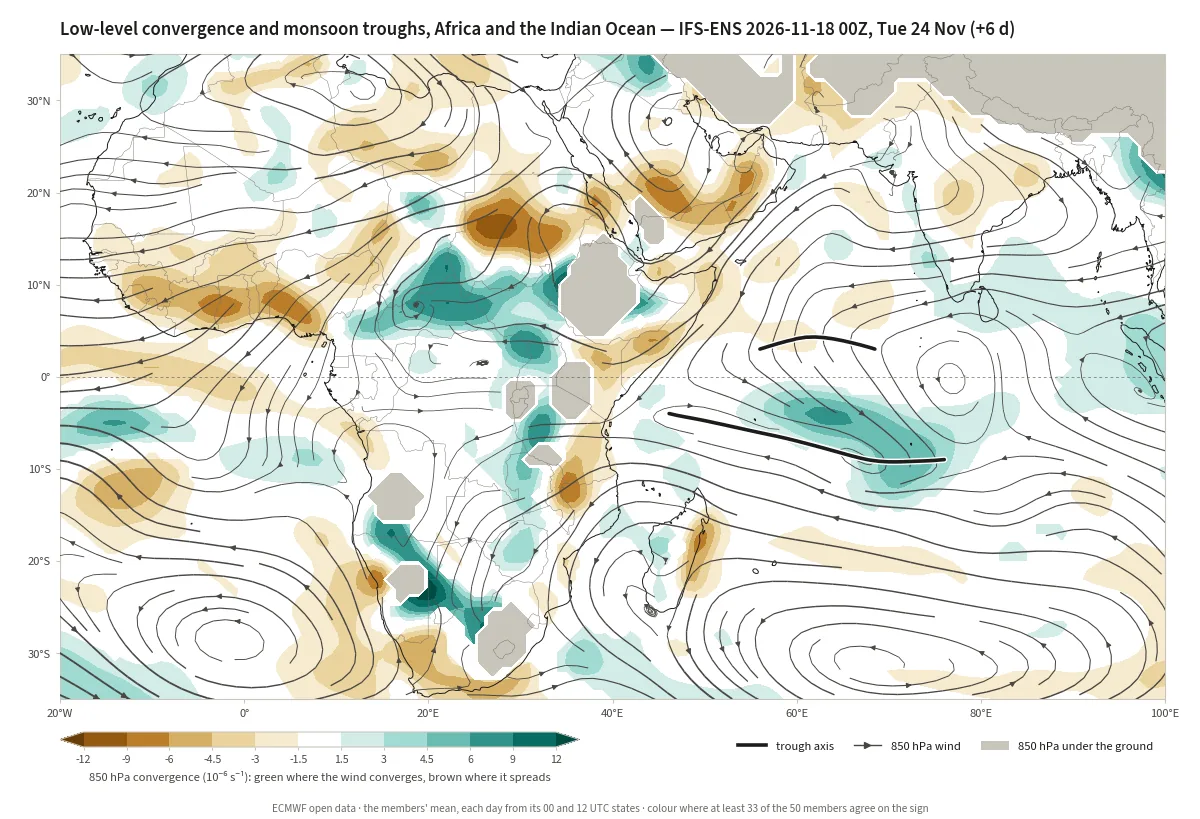 Low-level convergence and monsoon troughs, Africa and the Indian Ocean — IFS-ENS 2026-11-18 00Z, Tue 24 Nov (+6 d)
30°N
20°N
10°N
0°
10°S
20°S
30°S
20°W 0° 20°E 40°E 60°E 80°E 100°E
-12 -9 -6 -4.5 -3 -1.5 1.5 3 4.5 6 9 12
850 hPa convergence (10⁻⁶ s⁻¹): green where the wind converges, brown where it spreads
trough axis 850 hPa wind 850 hPa under the ground
ECMWF open data · the members' mean, each day from its 00 and 12 UTC states · colour where at least 33 of the 50 members agree on the sign